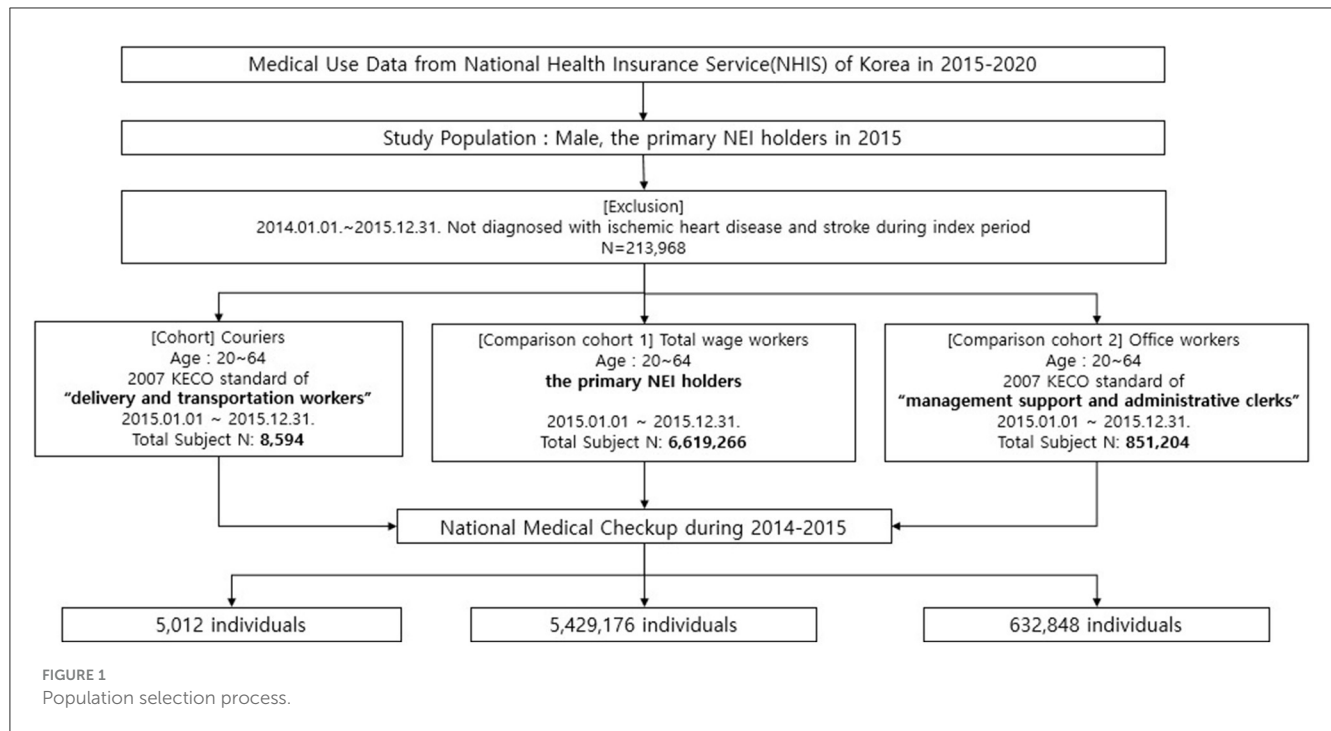 Medical Use Data from National Health Insurance Service(NHIS) of Korea in 2015-2020
Study Population : Male, the primary NEI holders in 2015
[Exclusion]
2014.01.01.~2015.12.31. Not diagnosed with ischemic heart disease and stroke during index period
N=213,968
[Cohort] Couriers
Age : 20~64
2007 KECO standard of
“delivery and transportation workers”
2015.01.01 ~ 2015.12.31.
Total Subject N: 8,594
[Comparison cohort 1] Total wage workers
Age : 20~64
the primary NEI holders
2015.01.01 ~ 2015.12.31.
Total Subject N: 6,619,266
[Comparison cohort 2] Office workers
Age : 20~64
2007 KECO standard of
“management support and administrative clerks”
2015.01.01 ~ 2015.12.31.
Total Subject N: 851,204
National Medical Checkup during 2014-2015
5,012 individuals
5,429,176 individuals
632,848 individuals
FIGURE 1
Population selection process.